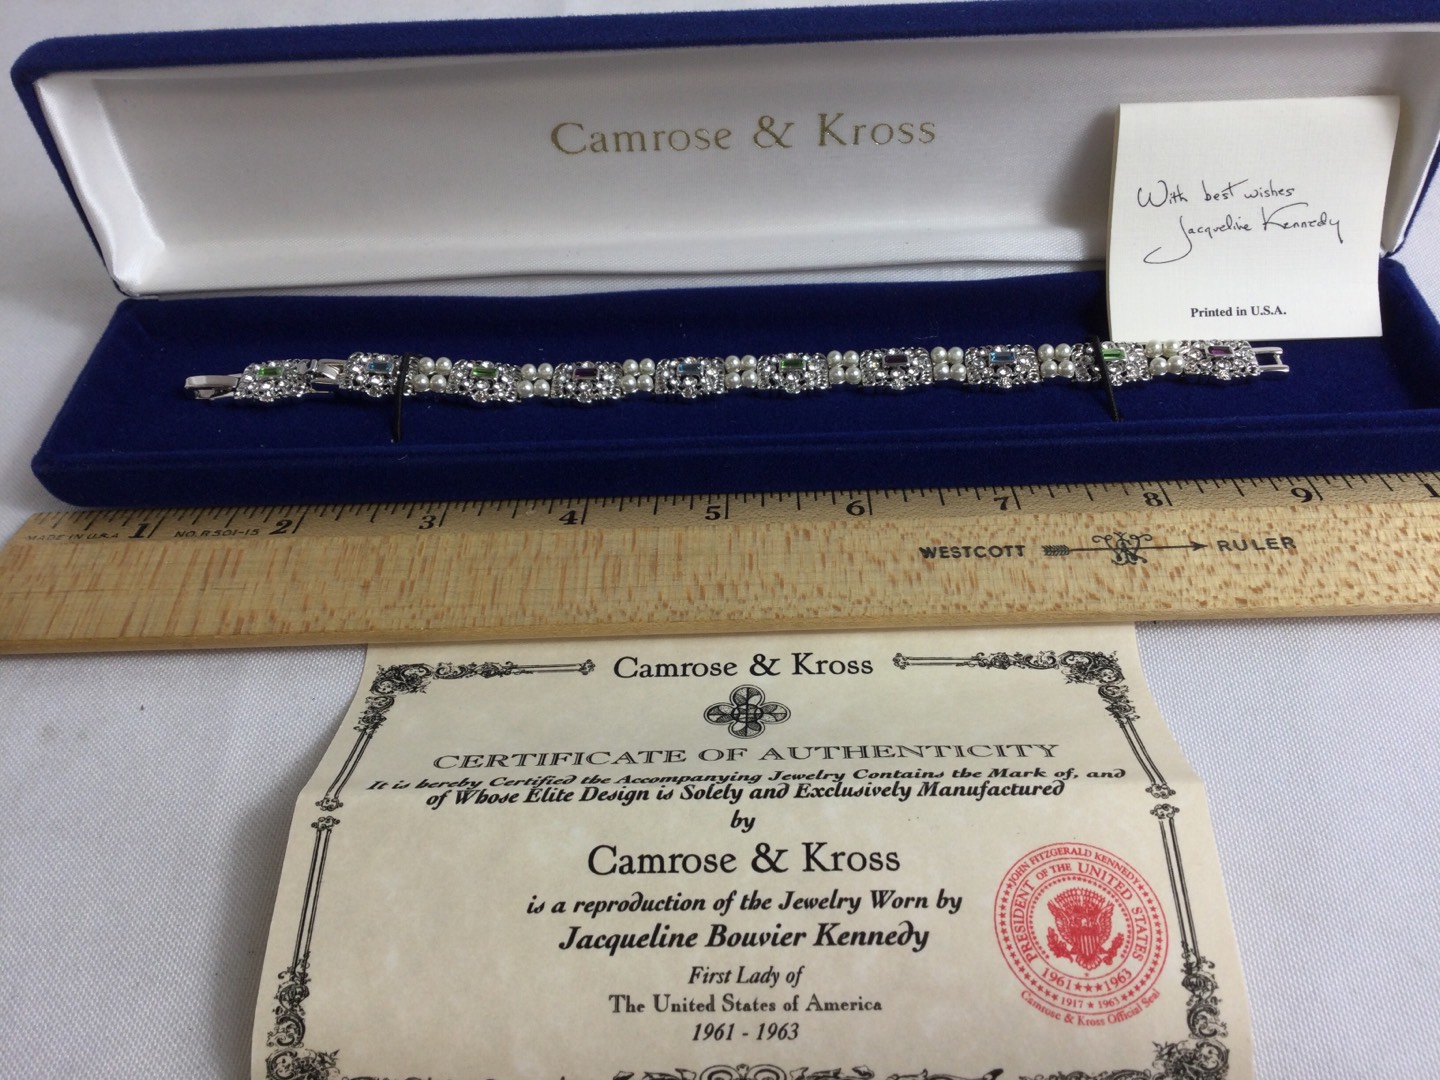 Camrose & Kross
With best wishes
Jacqueline Kennedy
Printed in U.S.A.
1 2 3 4 5 6 7 8 9 1
MADE IN U.S.A. NO. R501-15
WESTCOTT RULER
Camrose & Kross
CERTIFICATE OF AUTHENTICITY
It is hereby Certified the Accompanying Jewelry Contains the Mark of, and
of Whose Elite Design is Solely and Exclusively Manufactured
by
Camrose & Kross
is a reproduction of the Jewelry Worn by
Jacqueline Bouvier Kennedy
First Lady of
The United States of America
1961 - 1963
JOHN FITZGERALD KENNEDY
PRESIDENT OF THE UNITED STATES
1961 ★★★ 1963
1917 ★ 1963
Camrose & Kross Official Seal